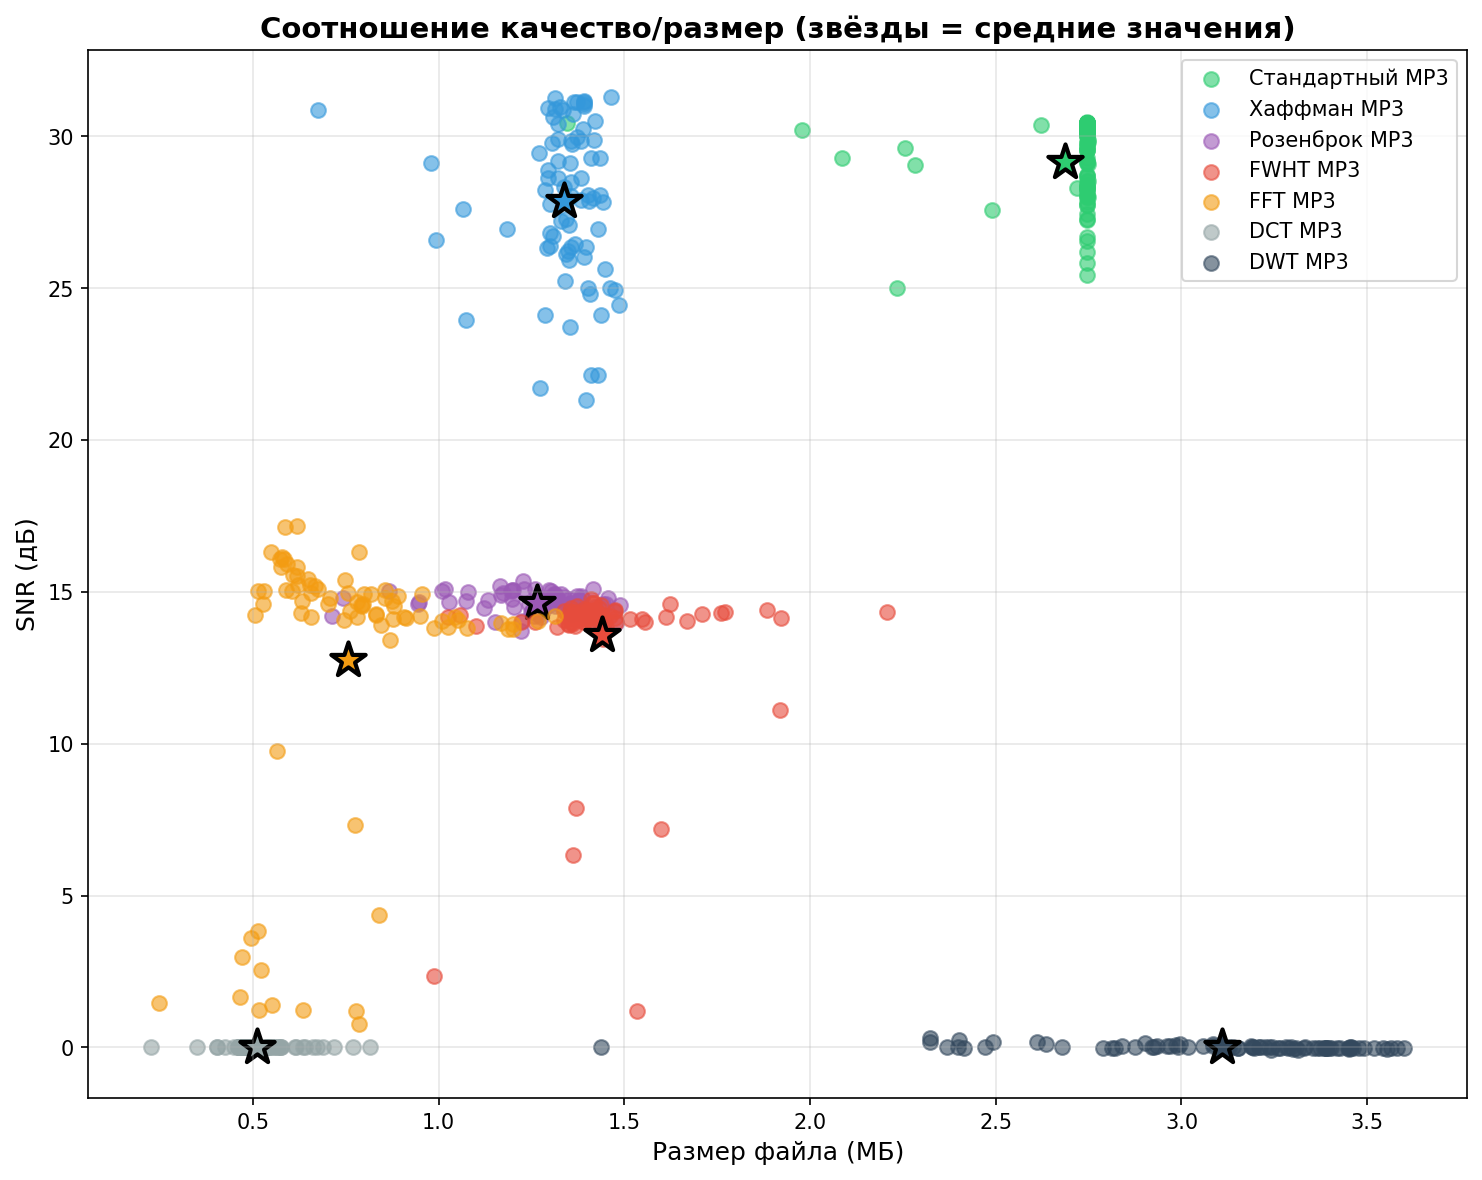 Соотношение качество/размер (звёзды = средние значения)
Стандартный MP3
Хаффман MP3
Розенброк MP3
FWHT MP3
FFT MP3
DCT MP3
DWT MP3
SNR (дБ)
30
25
20
15
10
5
0
0.5 1.0 1.5 2.0 2.5 3.0 3.5
Размер файла (МБ)